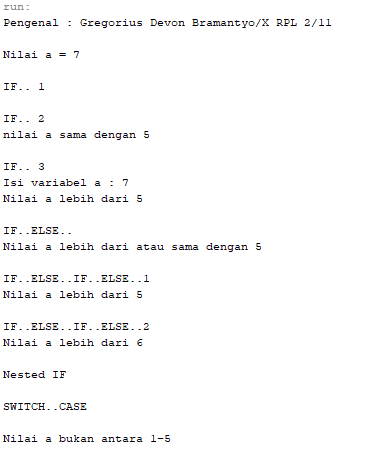 run:
Pengenal : Gregorius Devon Bramantyo/X RPL 2/11
Nilai a = 7
IF.. 1
IF.. 2
nilai a sama dengan 5
IF.. 3
Isi variabel a : 7
Nilai a lebih dari 5
IF..ELSE..
Nilai a lebih dari atau sama dengan 5
IF..ELSE..IF..ELSE..1
Nilai a lebih dari 5
IF..ELSE..IF..ELSE..2
Nilai a lebih dari 6
Nested IF
SWITCH..CASE
Nilai a bukan antara 1-5